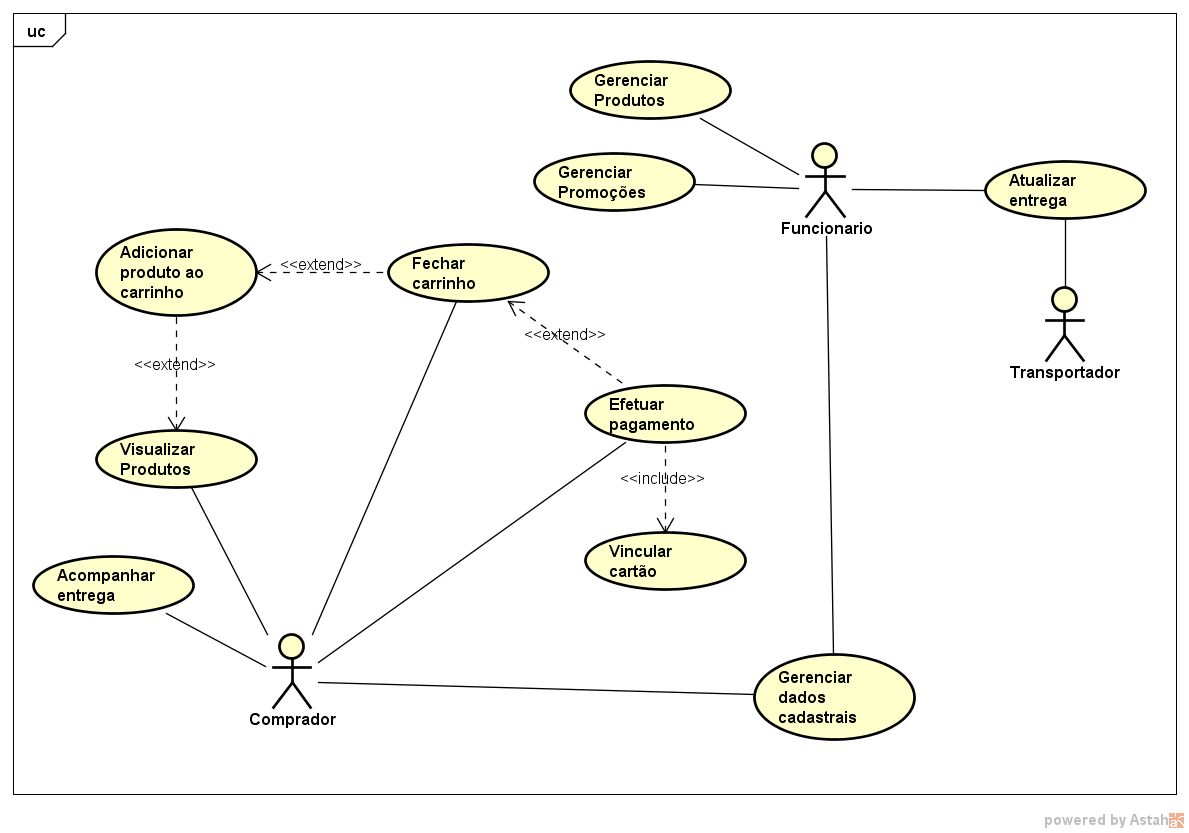 uc
Gerenciar
Produtos
Gerenciar
Promoções
Funcionario
Atualizar
entrega
Transportador
Adicionar
produto ao
carrinho
<<extend>>
Fechar
carrinho
<<extend>>
<<extend>>
Efetuar
pagamento
Visualizar
Produtos
<<include>>
Vincular
cartão
Acompanhar
entrega
Comprador
Gerenciar
dados
cadastrais
powered by Astah